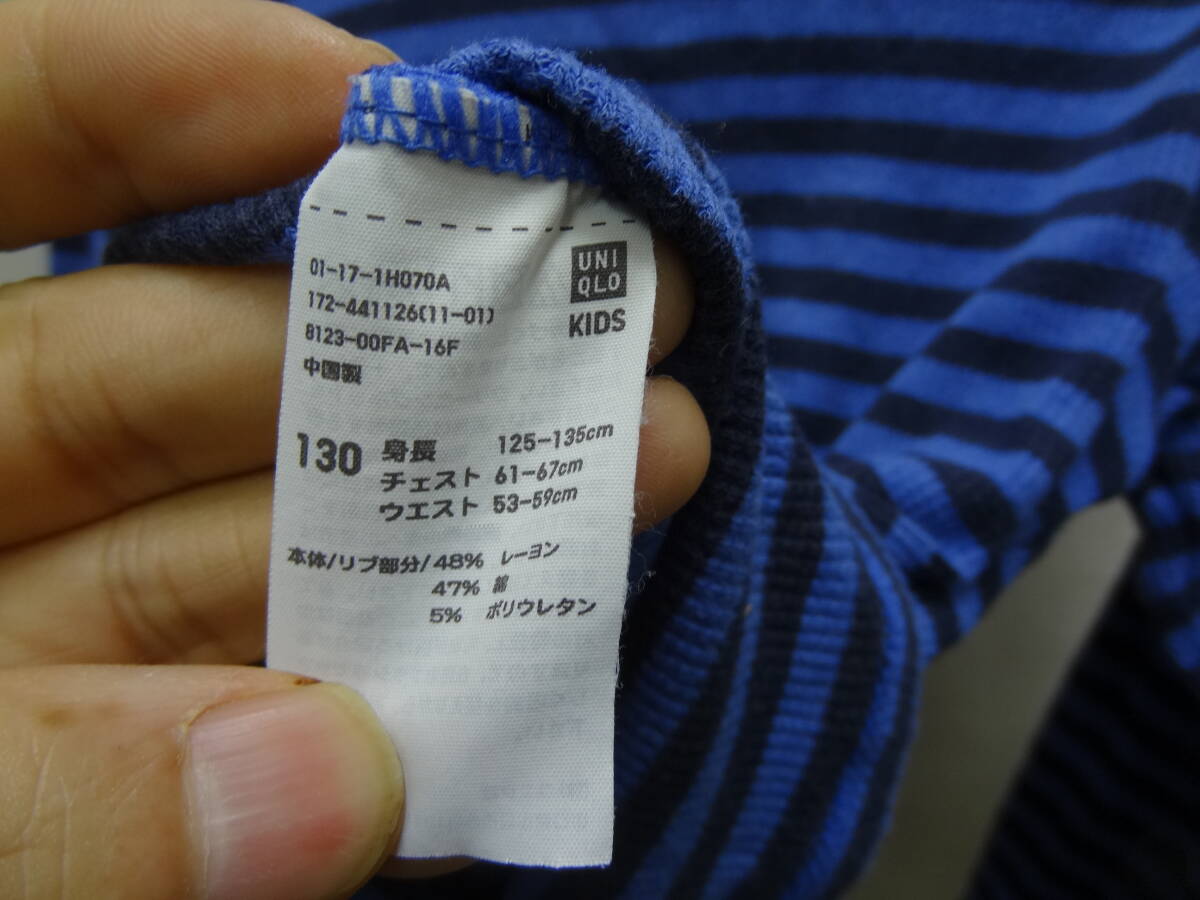 01-17-1H070A
172-441126(11-01)
8123-00FA-16F
中国製
UNI
QLO
KIDS
130 身長 125-135cm
チェスト 61-67cm
ウエスト 53-59cm
本体/リブ部分/48% レーヨン
47% 綿
5% ポリウレタン